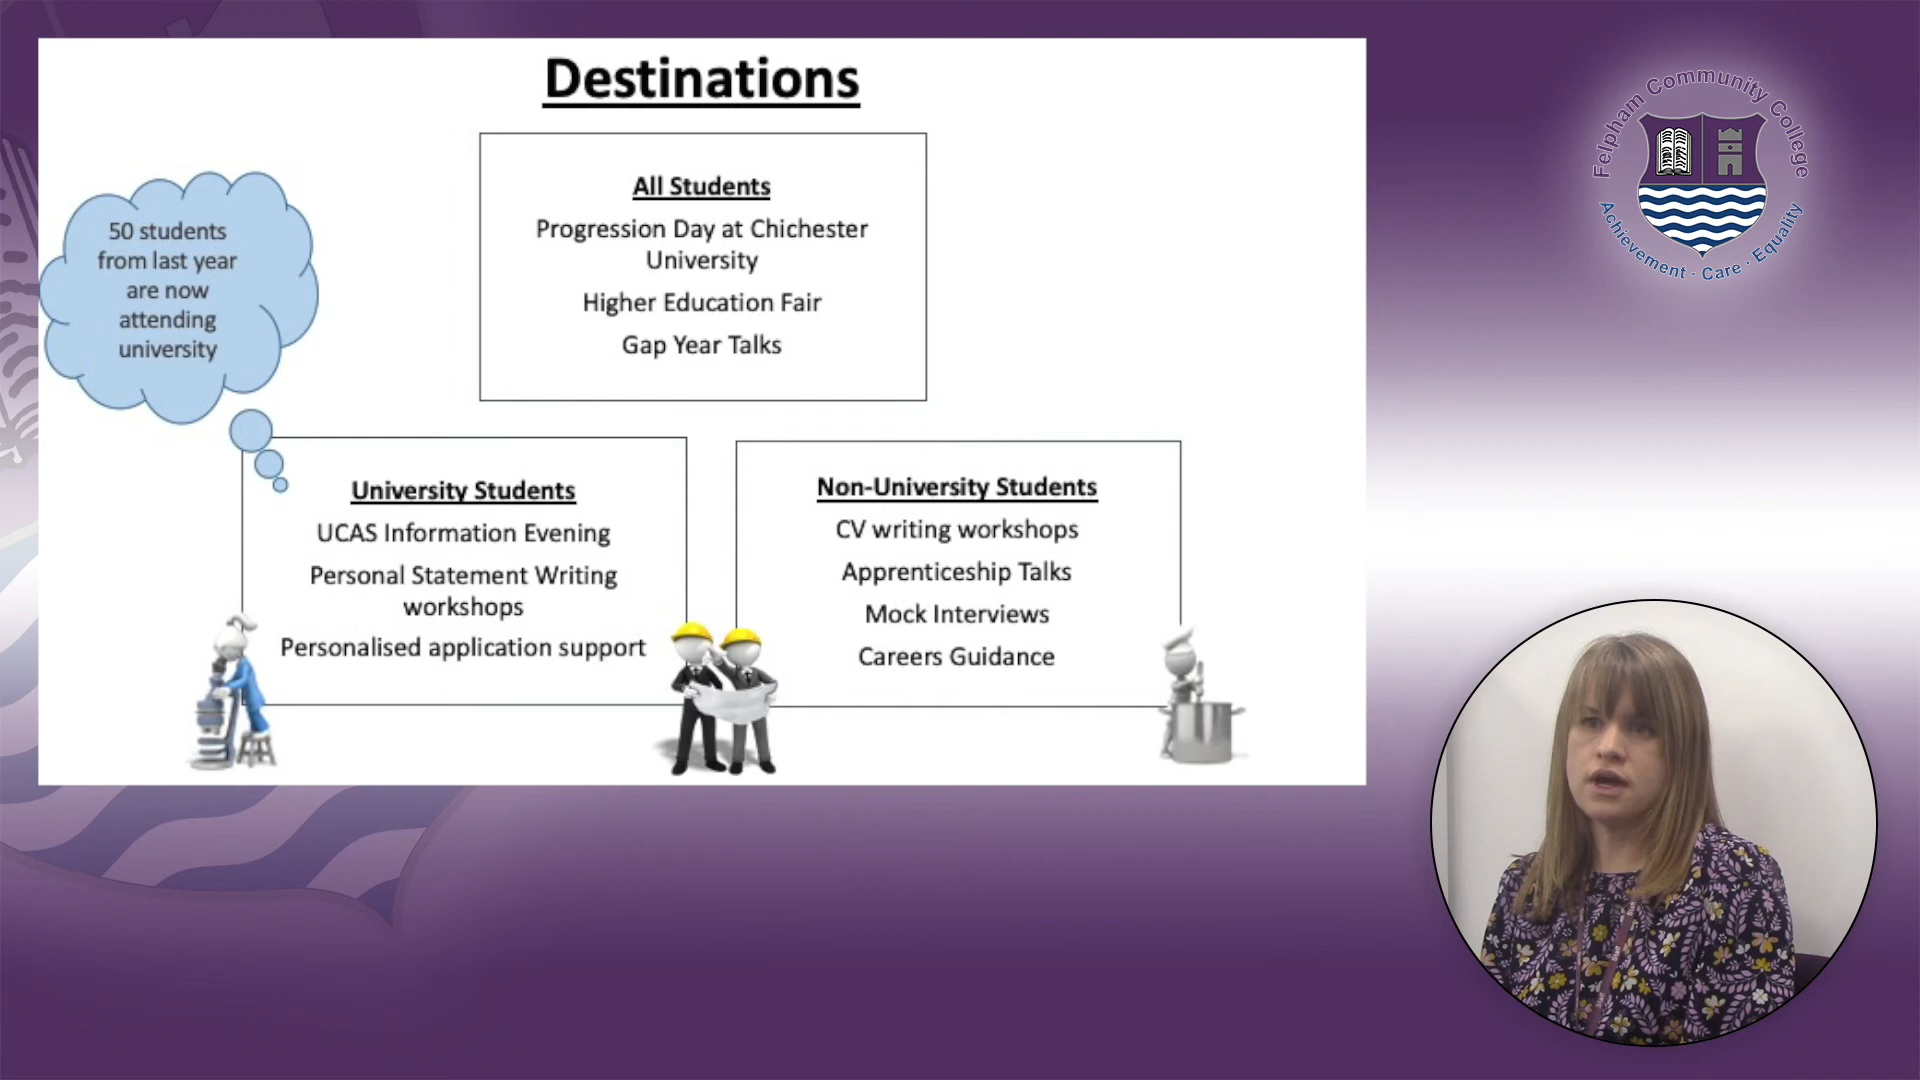 Destinations
All Students
Progression Day at Chichester
University
Higher Education Fair
Gap Year Talks
50 students
from last year
are now
attending
university
University Students
UCAS Information Evening
Personal Statement Writing
workshops
Personalised application support
Non-University Students
CV writing workshops
Apprenticeship Talks
Mock Interviews
Careers Guidance
Felpham Community College
Achievement · Care · Equality